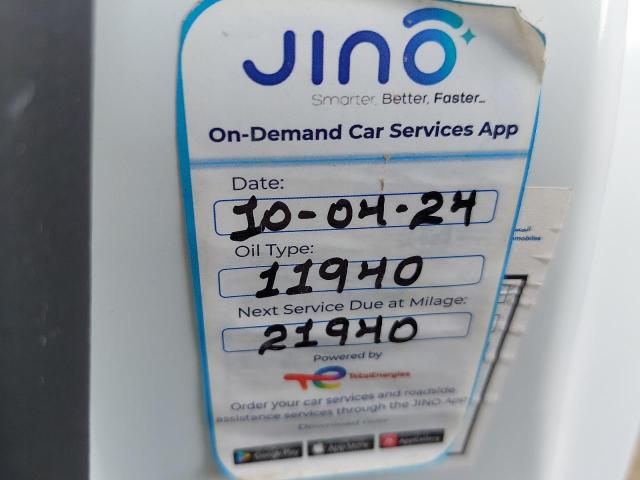 JINO
Smarter, Better, Faster...
On-Demand Car Services App
Date:
10-04-24
Oil Type:
11940
Next Service Due at Milage:
21940
Powered by
TotalEnergies
Order your car services and roadside
assistance services through the JINO App
Download now
Google Play App Store AppGallery